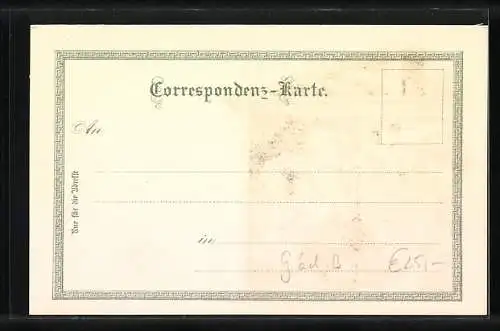 Correspondenz-Karte.
An
Nur für die Adresse
in